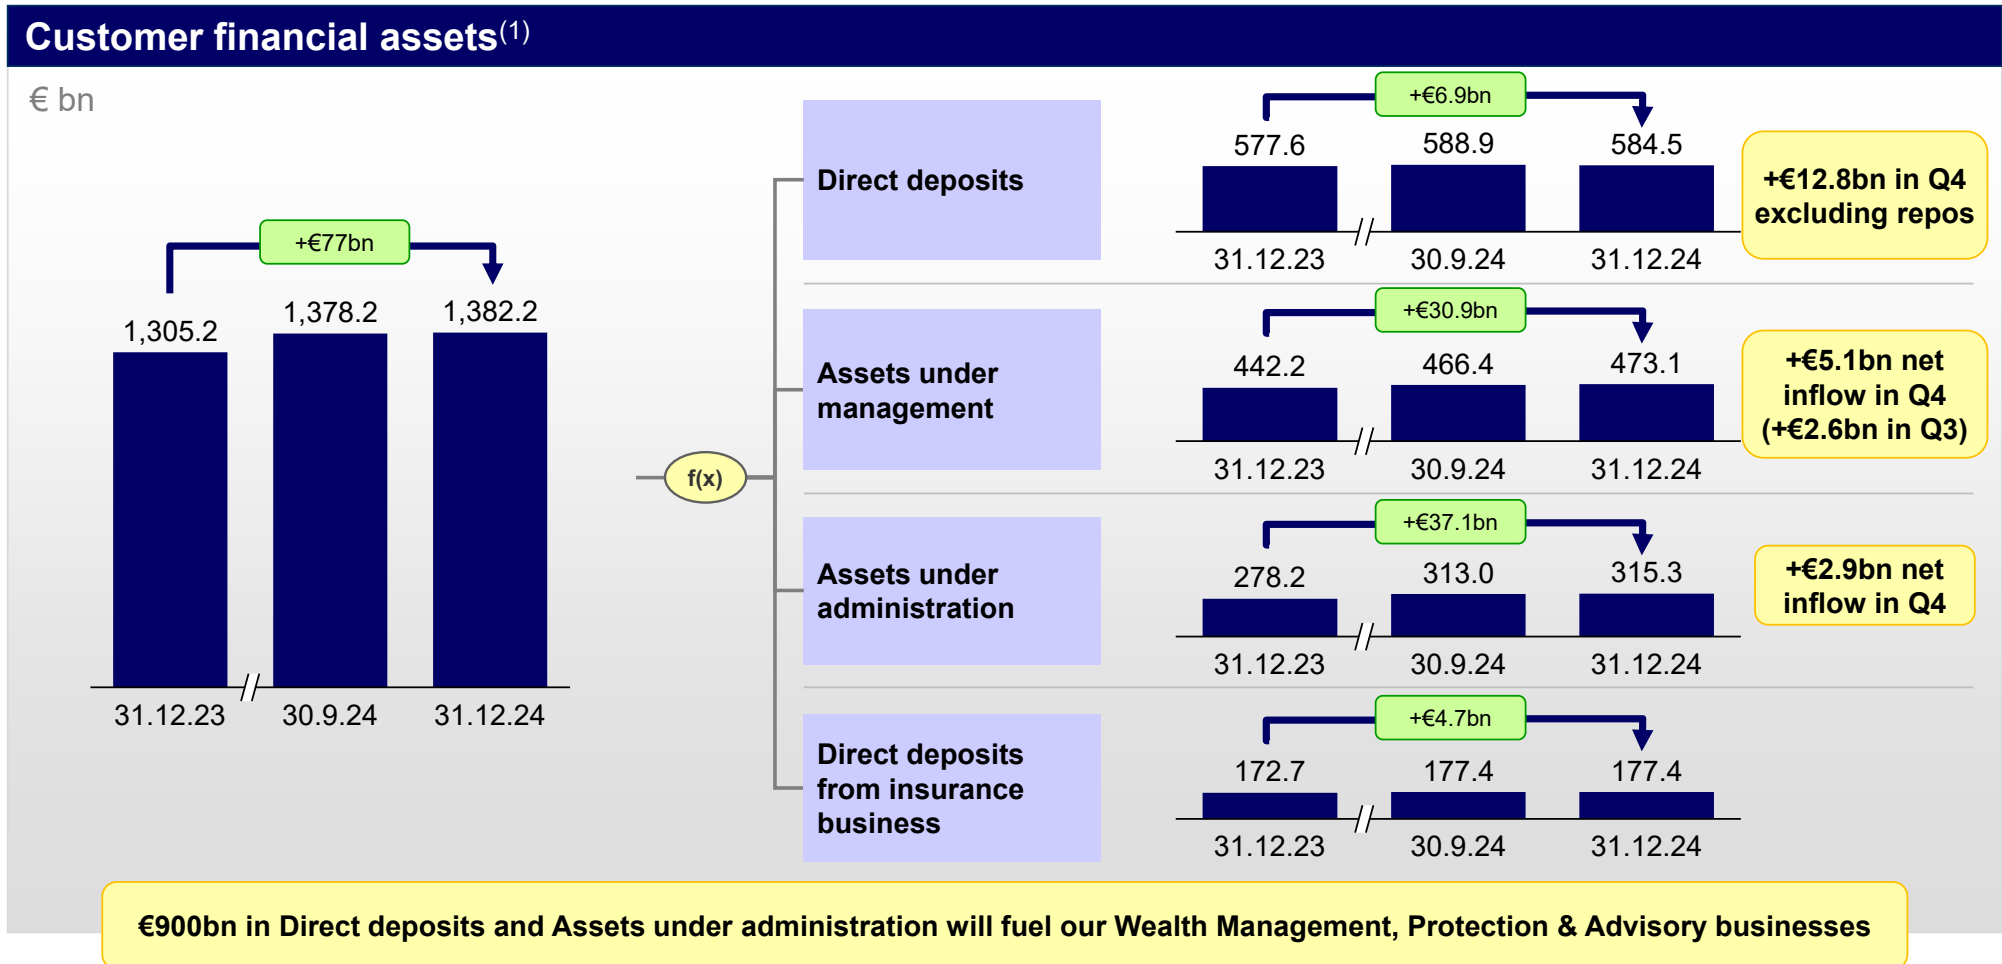 Customer financial assets(1)
€ bn
+€77bn
1,305.2
1,378.2
1,382.2
31.12.23
30.9.24
31.12.24
f(x)
Direct deposits
+€6.9bn
577.6
588.9
584.5
31.12.23
30.9.24
31.12.24
+€12.8bn in Q4
excluding repos
Assets under
management
+€30.9bn
442.2
466.4
473.1
31.12.23
30.9.24
31.12.24
+€5.1bn net
inflow in Q4
(+€2.6bn in Q3)
Assets under
administration
+€37.1bn
278.2
313.0
315.3
31.12.23
30.9.24
31.12.24
+€2.9bn net
inflow in Q4
Direct deposits
from insurance
business
+€4.7bn
172.7
177.4
177.4
31.12.23
30.9.24
31.12.24
€900bn in Direct deposits and Assets under administration will fuel our Wealth Management, Protection & Advisory businesses